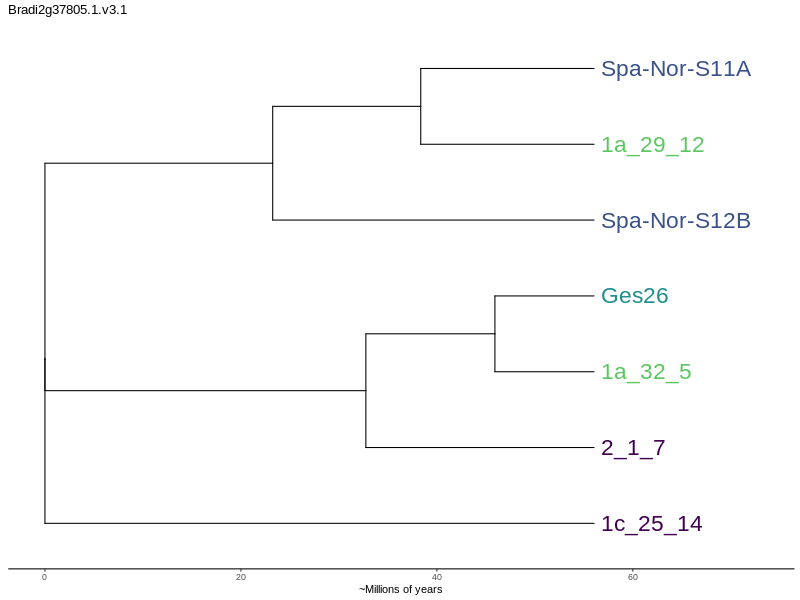 Bradi2g37805.1.v3.1
Spa-Nor-S11A
1a_29_12
Spa-Nor-S12B
Ges26
1a_32_5
2_1_7
1c_25_14
0 20 40 60
~Millions of years